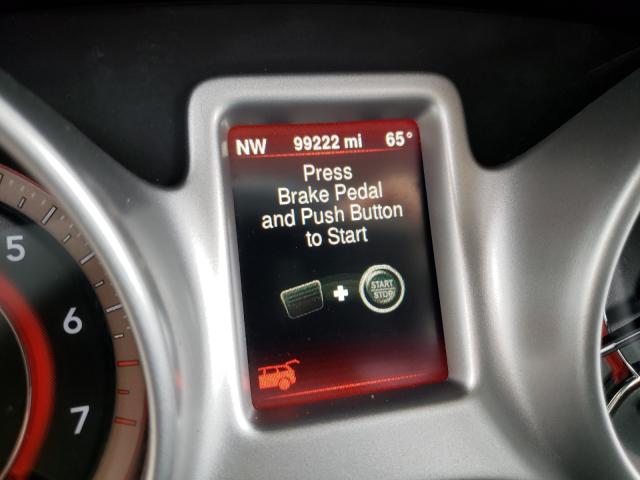 NW 99222 mi 65°
Press
Brake Pedal
and Push Button
to Start
START
STOP
5
6
7